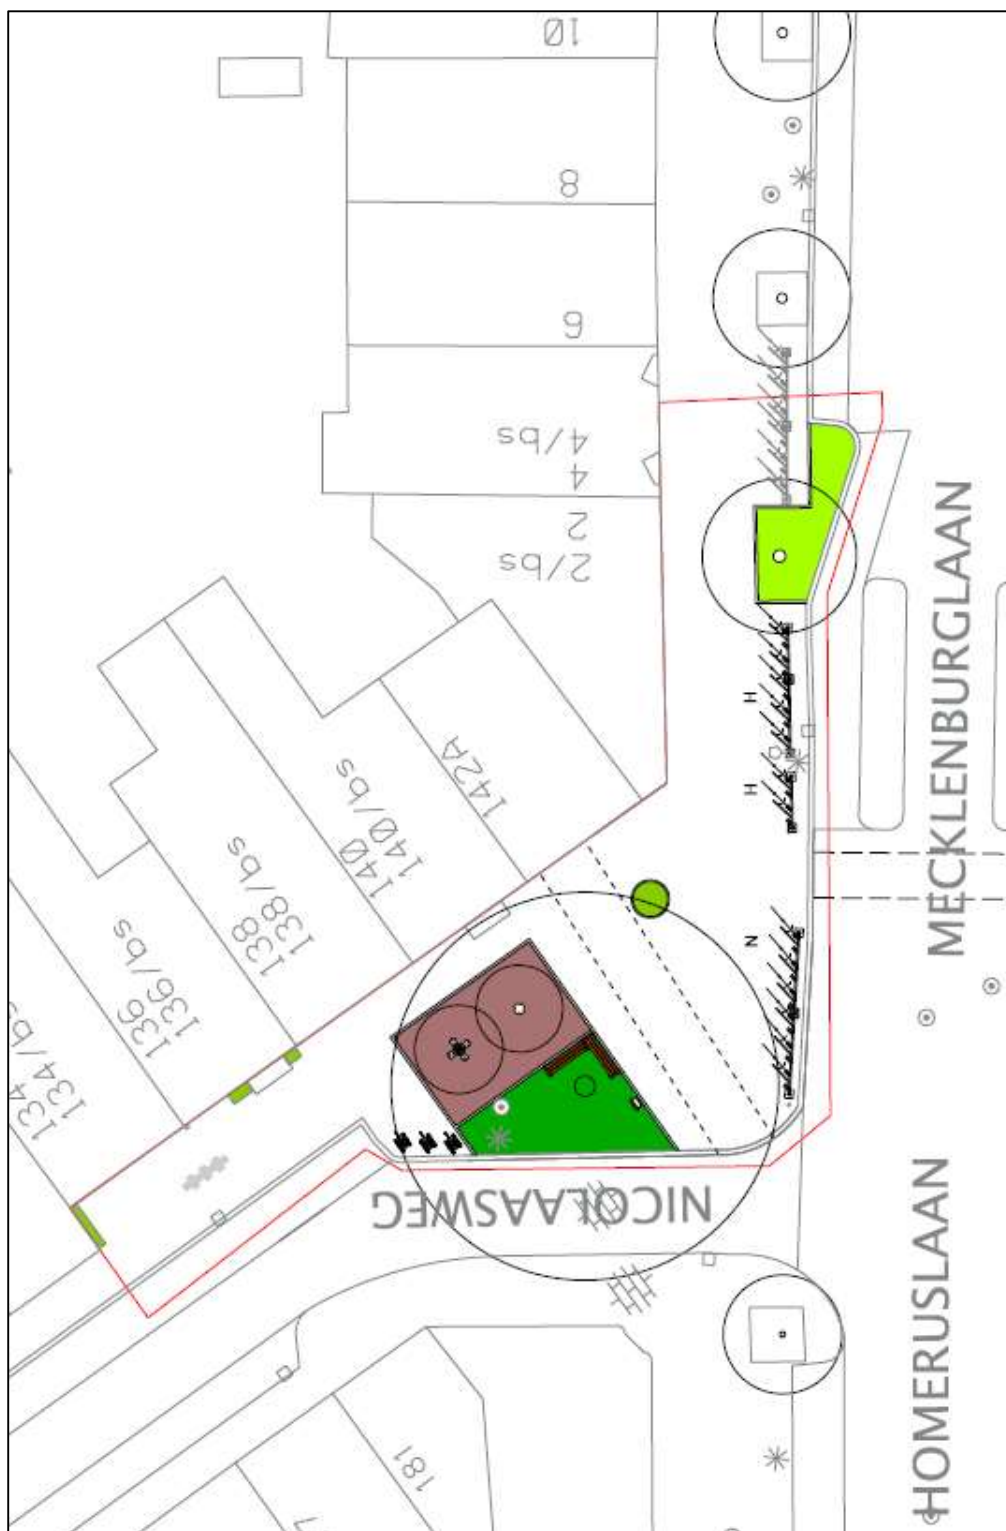 10
8
6
4/bs
4
2
2/bs
142A
140/bs
140
138/bs
138
136/bs
136
134/bs
134
H
H
N
MECKLENBURGLAAN
NICOLAASWEG
HOMERUSLAAN
181
7